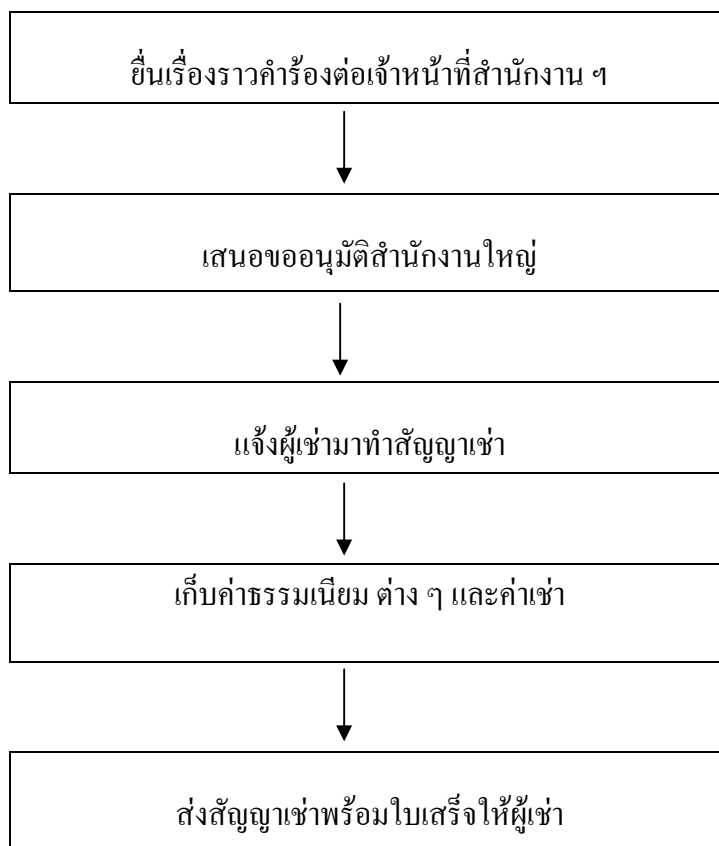 ยื่นเรื่องราวคำร้องต่อเจ้าหน้าที่สำนักงาน ฯ
เสนอขออนุมัติสำนักงานใหญ่
แจ้งผู้เช่ามาทำสัญญาเช่า
เก็บค่าธรรมเนียม ต่าง ๆ และค่าเช่า
ส่งสัญญาเช่าพร้อมใบเสร็จให้ผู้เช่า